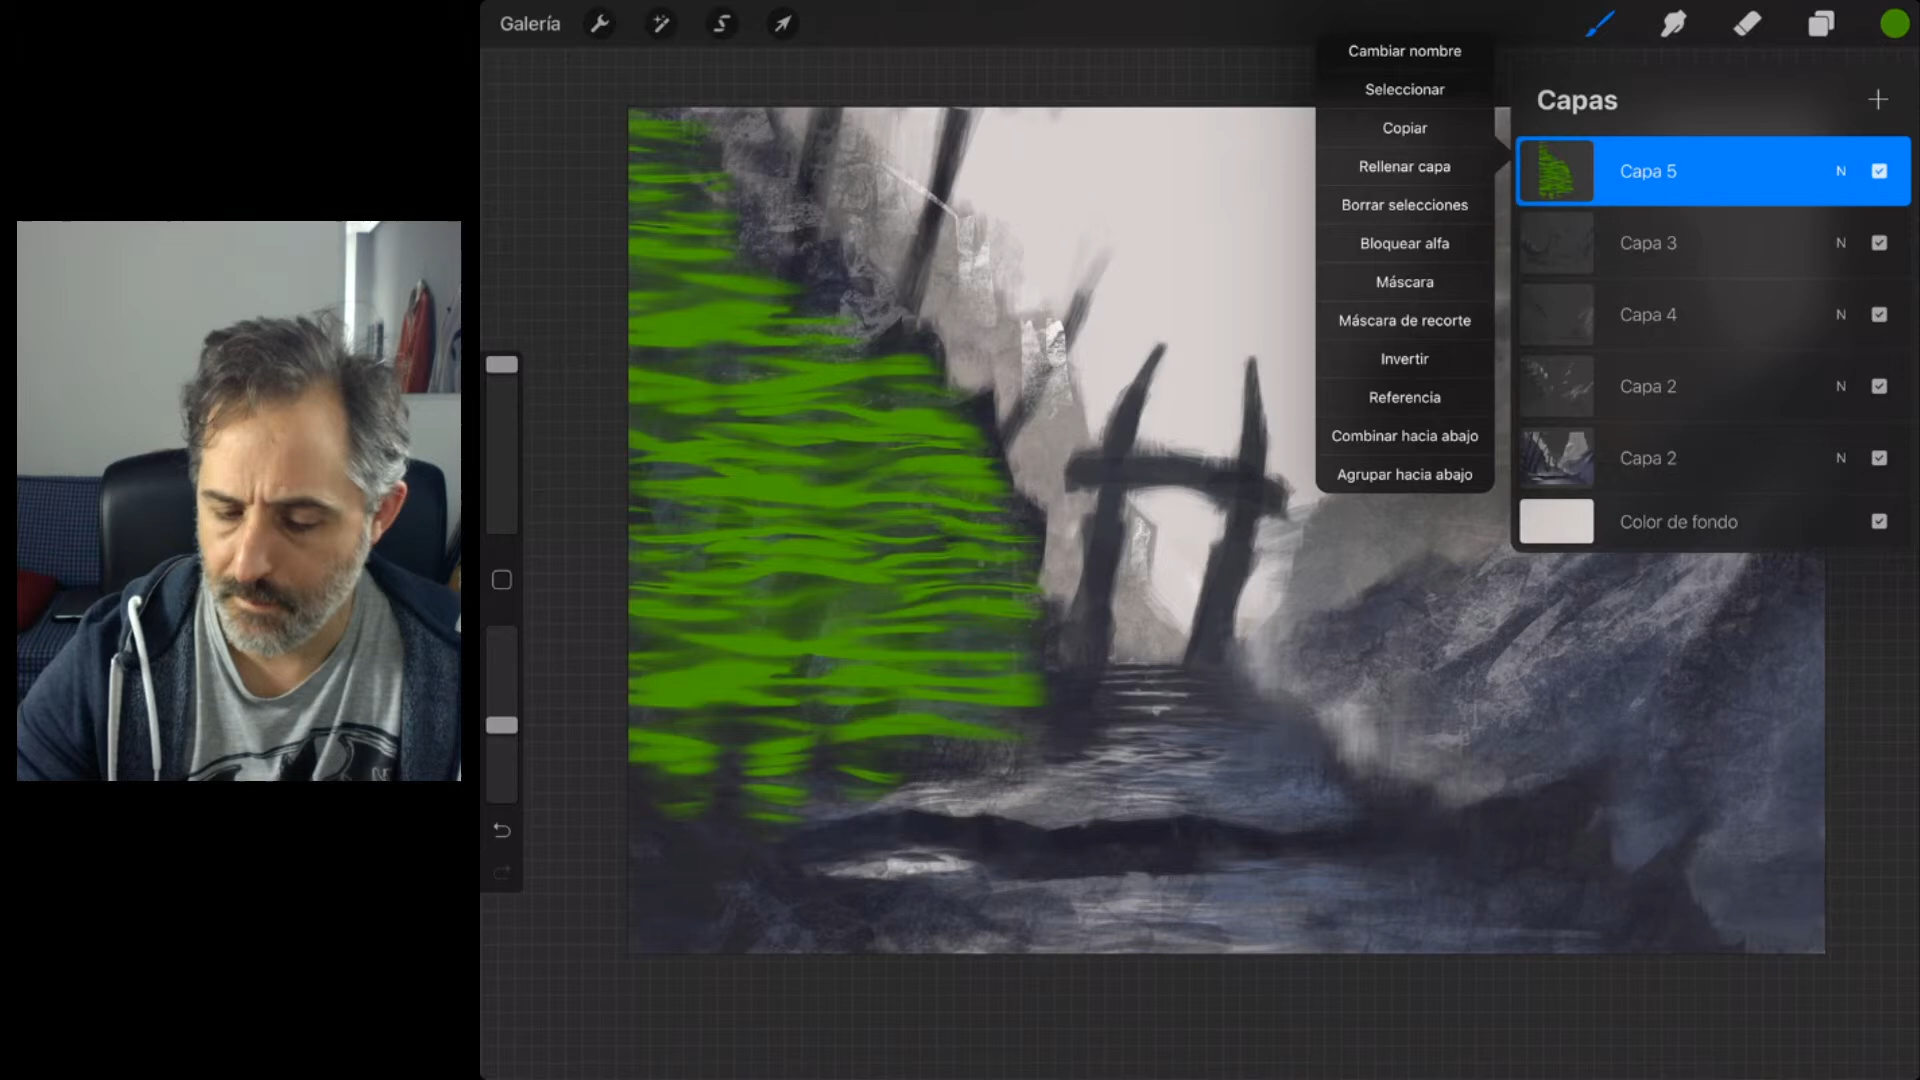 Galería
Cambiar nombre
Seleccionar
Copiar
Rellenar capa
Borrar selecciones
Bloquear alfa
Máscara
Máscara de recorte
Invertir
Referencia
Combinar hacia abajo
Agrupar hacia abajo
Capas
Capa 5 N
Capa 3 N
Capa 4 N
Capa 2 N
Capa 2 N
Color de fondo